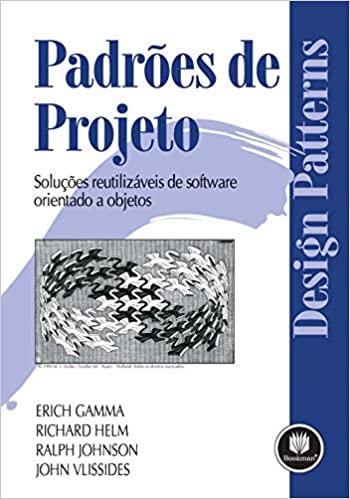 Padrões de
Projeto
Soluções reutilizáveis de software
orientado a objetos
Design Patterns
ERICH GAMMA
RICHARD HELM
RALPH JOHNSON
JOHN VLISSIDES
Bookman